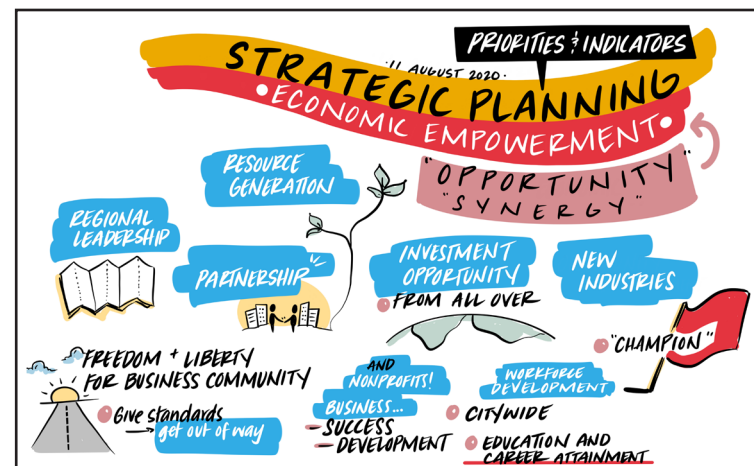 PRIORITIES & INDICATORS
·11 AUGUST 2020·
STRATEGIC PLANNING
•ECONOMIC EMPOWERMENT•
"OPPORTUNITY"
"SYNERGY"
RESOURCE
GENERATION
REGIONAL
LEADERSHIP
PARTNERSHIP
INVESTMENT
OPPORTUNITY
FROM ALL OVER
NEW
INDUSTRIES
"CHAMPION"
FREEDOM + LIBERTY
FOR BUSINESS COMMUNITY
Give standards
→ get out of way
AND
NONPROFITS!
BUSINESS...
- SUCCESS
- DEVELOPMENT
WORKFORCE
DEVELOPMENT
CITYWIDE
EDUCATION AND
CAREER ATTAINMENT